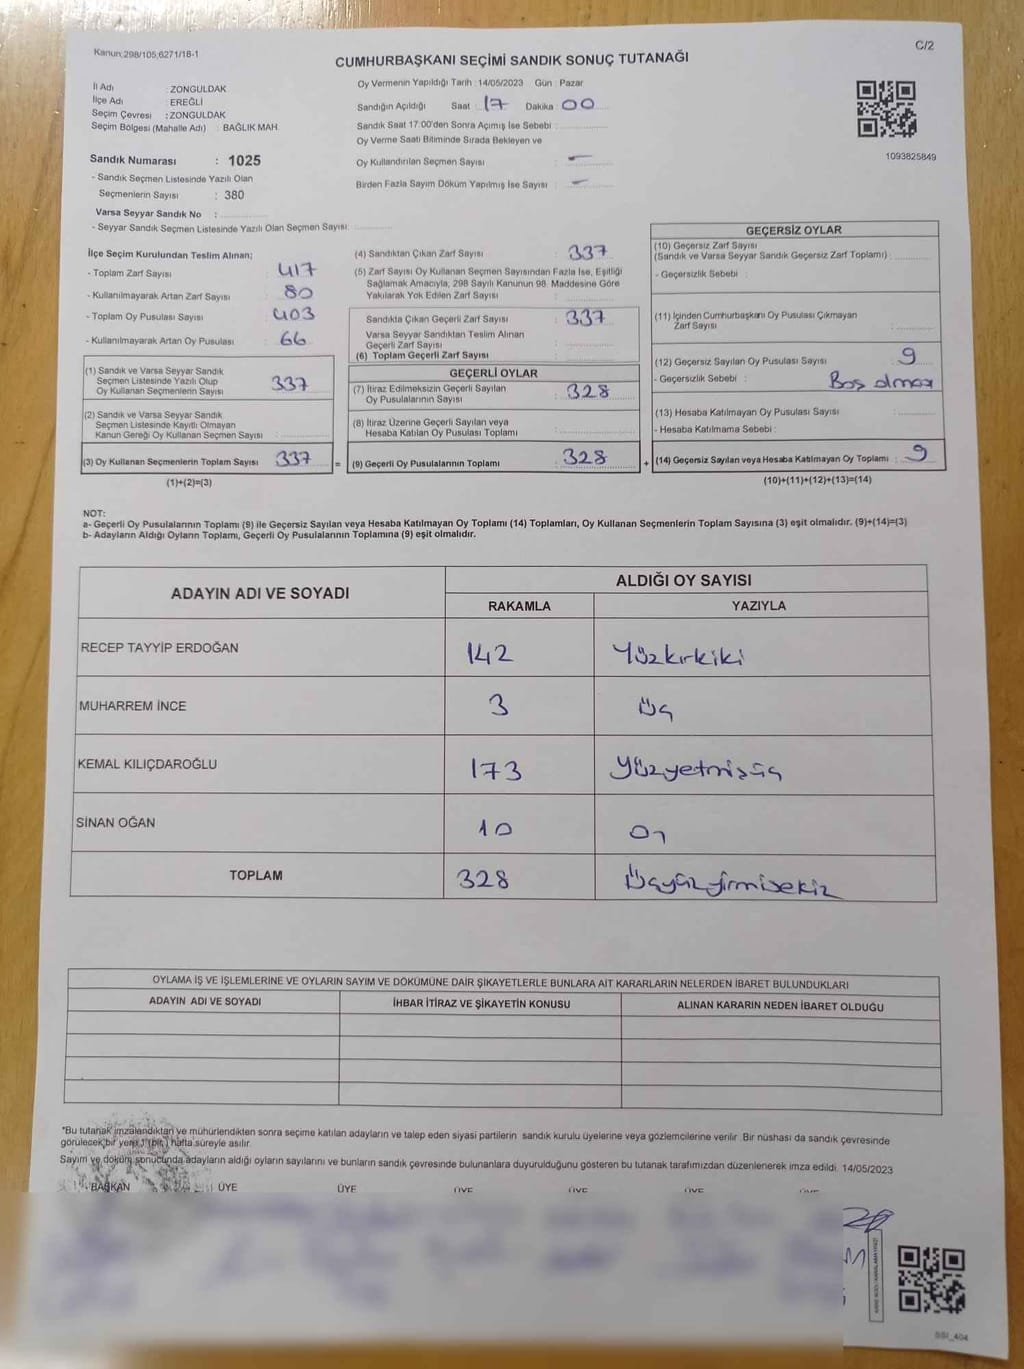 Kanun:298/105;6271/18-1
C/2
CUMHURBAŞKANI SEÇİMİ SANDIK SONUÇ TUTANAĞI
İl Adı : ZONGULDAK
İlçe Adı : EREĞLİ
Seçim Çevresi : ZONGULDAK
Seçim Bölgesi (Mahalle Adı) : BAĞLIK MAH.
Sandık Numarası : 1025
- Sandık Seçmen Listesinde Yazılı Olan
Seçmenlerin Sayısı : 380
Varsa Seyyar Sandık No :
- Seyyar Sandık Seçmen Listesinde Yazılı Olan Seçmen Sayısı:
Oy Vermenin Yapıldığı Tarih : 14/05/2023 Gün : Pazar
Sandığın Açıldığı Saat : 17 Dakika : 00
Sandık Saat 17:00'den Sonra Açımış İse Sebebi :
Oy Verme Saati Bitiminde Sırada Bekleyen ve
Oy Kullandırılan Seçmen Sayısı : -
Birden Fazla Sayım Döküm Yapılmış İse Sayısı : -
1093825849
İlçe Seçim Kurulundan Teslim Alınan;
- Toplam Zarf Sayısı : 417
- Kullanılmayarak Artan Zarf Sayısı : 80
- Toplam Oy Pusulası Sayısı : 403
- Kullanılmayarak Artan Oy Pusulası : 66
(1) Sandık ve Varsa Seyyar Sandık
Seçmen Listesinde Yazılı Olup
Oy Kullanan Seçmenlerin Sayısı : 337
(2) Sandık ve Varsa Seyyar Sandık
Seçmen Listesinde Kayıtlı Olmayan
Kanun Gereği Oy Kullanan Seçmen Sayısı :
(3) Oy Kullanan Seçmenlerin Toplam Sayısı : 337
(1)+(2)=(3)
(4) Sandıktan Çıkan Zarf Sayısı : 337
(5) Zarf Sayısı Oy Kullanan Seçmen Sayısından Fazla İse, Eşitliği
Sağlamak Amacıyla, 298 Sayılı Kanunun 98. Maddesine Göre
Yakılarak Yok Edilen Zarf Sayısı :
Sandıkta Çıkan Geçerli Zarf Sayısı : 337
Varsa Seyyar Sandıktan Teslim Alınan
Geçerli Zarf Sayısı :
(6) Toplam Geçerli Zarf Sayısı :
GEÇERLİ OYLAR
(7) İtiraz Edilmeksizin Geçerli Sayılan
Oy Pusulalarının Sayısı : 328
(8) İtiraz Üzerine Geçerli Sayılan veya
Hesaba Katılan Oy Pusulası Toplamı :
= (9) Geçerli Oy Pusulalarının Toplamı : 328
GEÇERSİZ OYLAR
(10) Geçersiz Zarf Sayısı
(Sandık ve Varsa Seyyar Sandık Geçersiz Zarf Toplamı) :
- Geçersizlik Sebebi :
(11) İçinden Cumhurbaşkanı Oy Pusulası Çıkmayan
Zarf Sayısı :
(12) Geçersiz Sayılan Oy Pusulası Sayısı : 9
- Geçersizlik Sebebi : Boş olması
(13) Hesaba Katılmayan Oy Pusulası Sayısı :
- Hesaba Katılmama Sebebi :
+ (14) Geçersiz Sayılan veya Hesaba Katılmayan Oy Toplamı : 9
(10)+(11)+(12)+(13)=(14)
NOT:
a- Geçerli Oy Pusulalarının Toplamı (9) ile Geçersiz Sayılan veya Hesaba Katılmayan Oy Toplamı (14) Toplamları, Oy Kullanan Seçmenlerin Toplam Sayısına (3) eşit olmalıdır. (9)+(14)=(3)
b- Adayların Aldığı Oyların Toplamı, Geçerli Oy Pusulalarının Toplamına (9) eşit olmalıdır.
ADAYIN ADI VE SOYADI ALDIĞI OY SAYISI
RAKAMLA YAZIYLA
RECEP TAYYİP ERDOĞAN 142 Yüzkırkiki
MUHARREM İNCE 3 Üç
KEMAL KILIÇDAROĞLU 173 Yüzyetmişüç
SİNAN OĞAN 10 On
TOPLAM 328 Üçyüzyirmisekiz
OYLAMA İŞ VE İŞLEMLERİNE VE OYLARIN SAYIM VE DÖKÜMÜNE DAİR ŞİKAYETLERLE BUNLARA AİT KARARLARIN NELERDEN İBARET BULUNDUKLARI
ADAYIN ADI VE SOYADI İHBAR İTİRAZ VE ŞİKAYETİN KONUSU ALINAN KARARIN NEDEN İBARET OLDUĞU
*Bu tutanak imzalandıktan ve mühürlendikten sonra seçime katılan adayların ve talep eden siyasi partilerin sandık kurulu üyelerine veya gözlemcilerine verilir. Bir nüshası da sandık çevresinde
görülecek bir yere 1 (bir) hafta süreyle asılır.
Sayım ve döküm sonucunda adayların aldığı oyların sayılarını ve bunların sandık çevresinde bulunanlara duyurulduğunu gösteren bu tutanak tarafımızdan düzenlenerek imza edildi. 14/05/2023
BAŞKAN ÜYE ÜYE ÜYE ÜYE ÜYE ÜYE
SSI_404